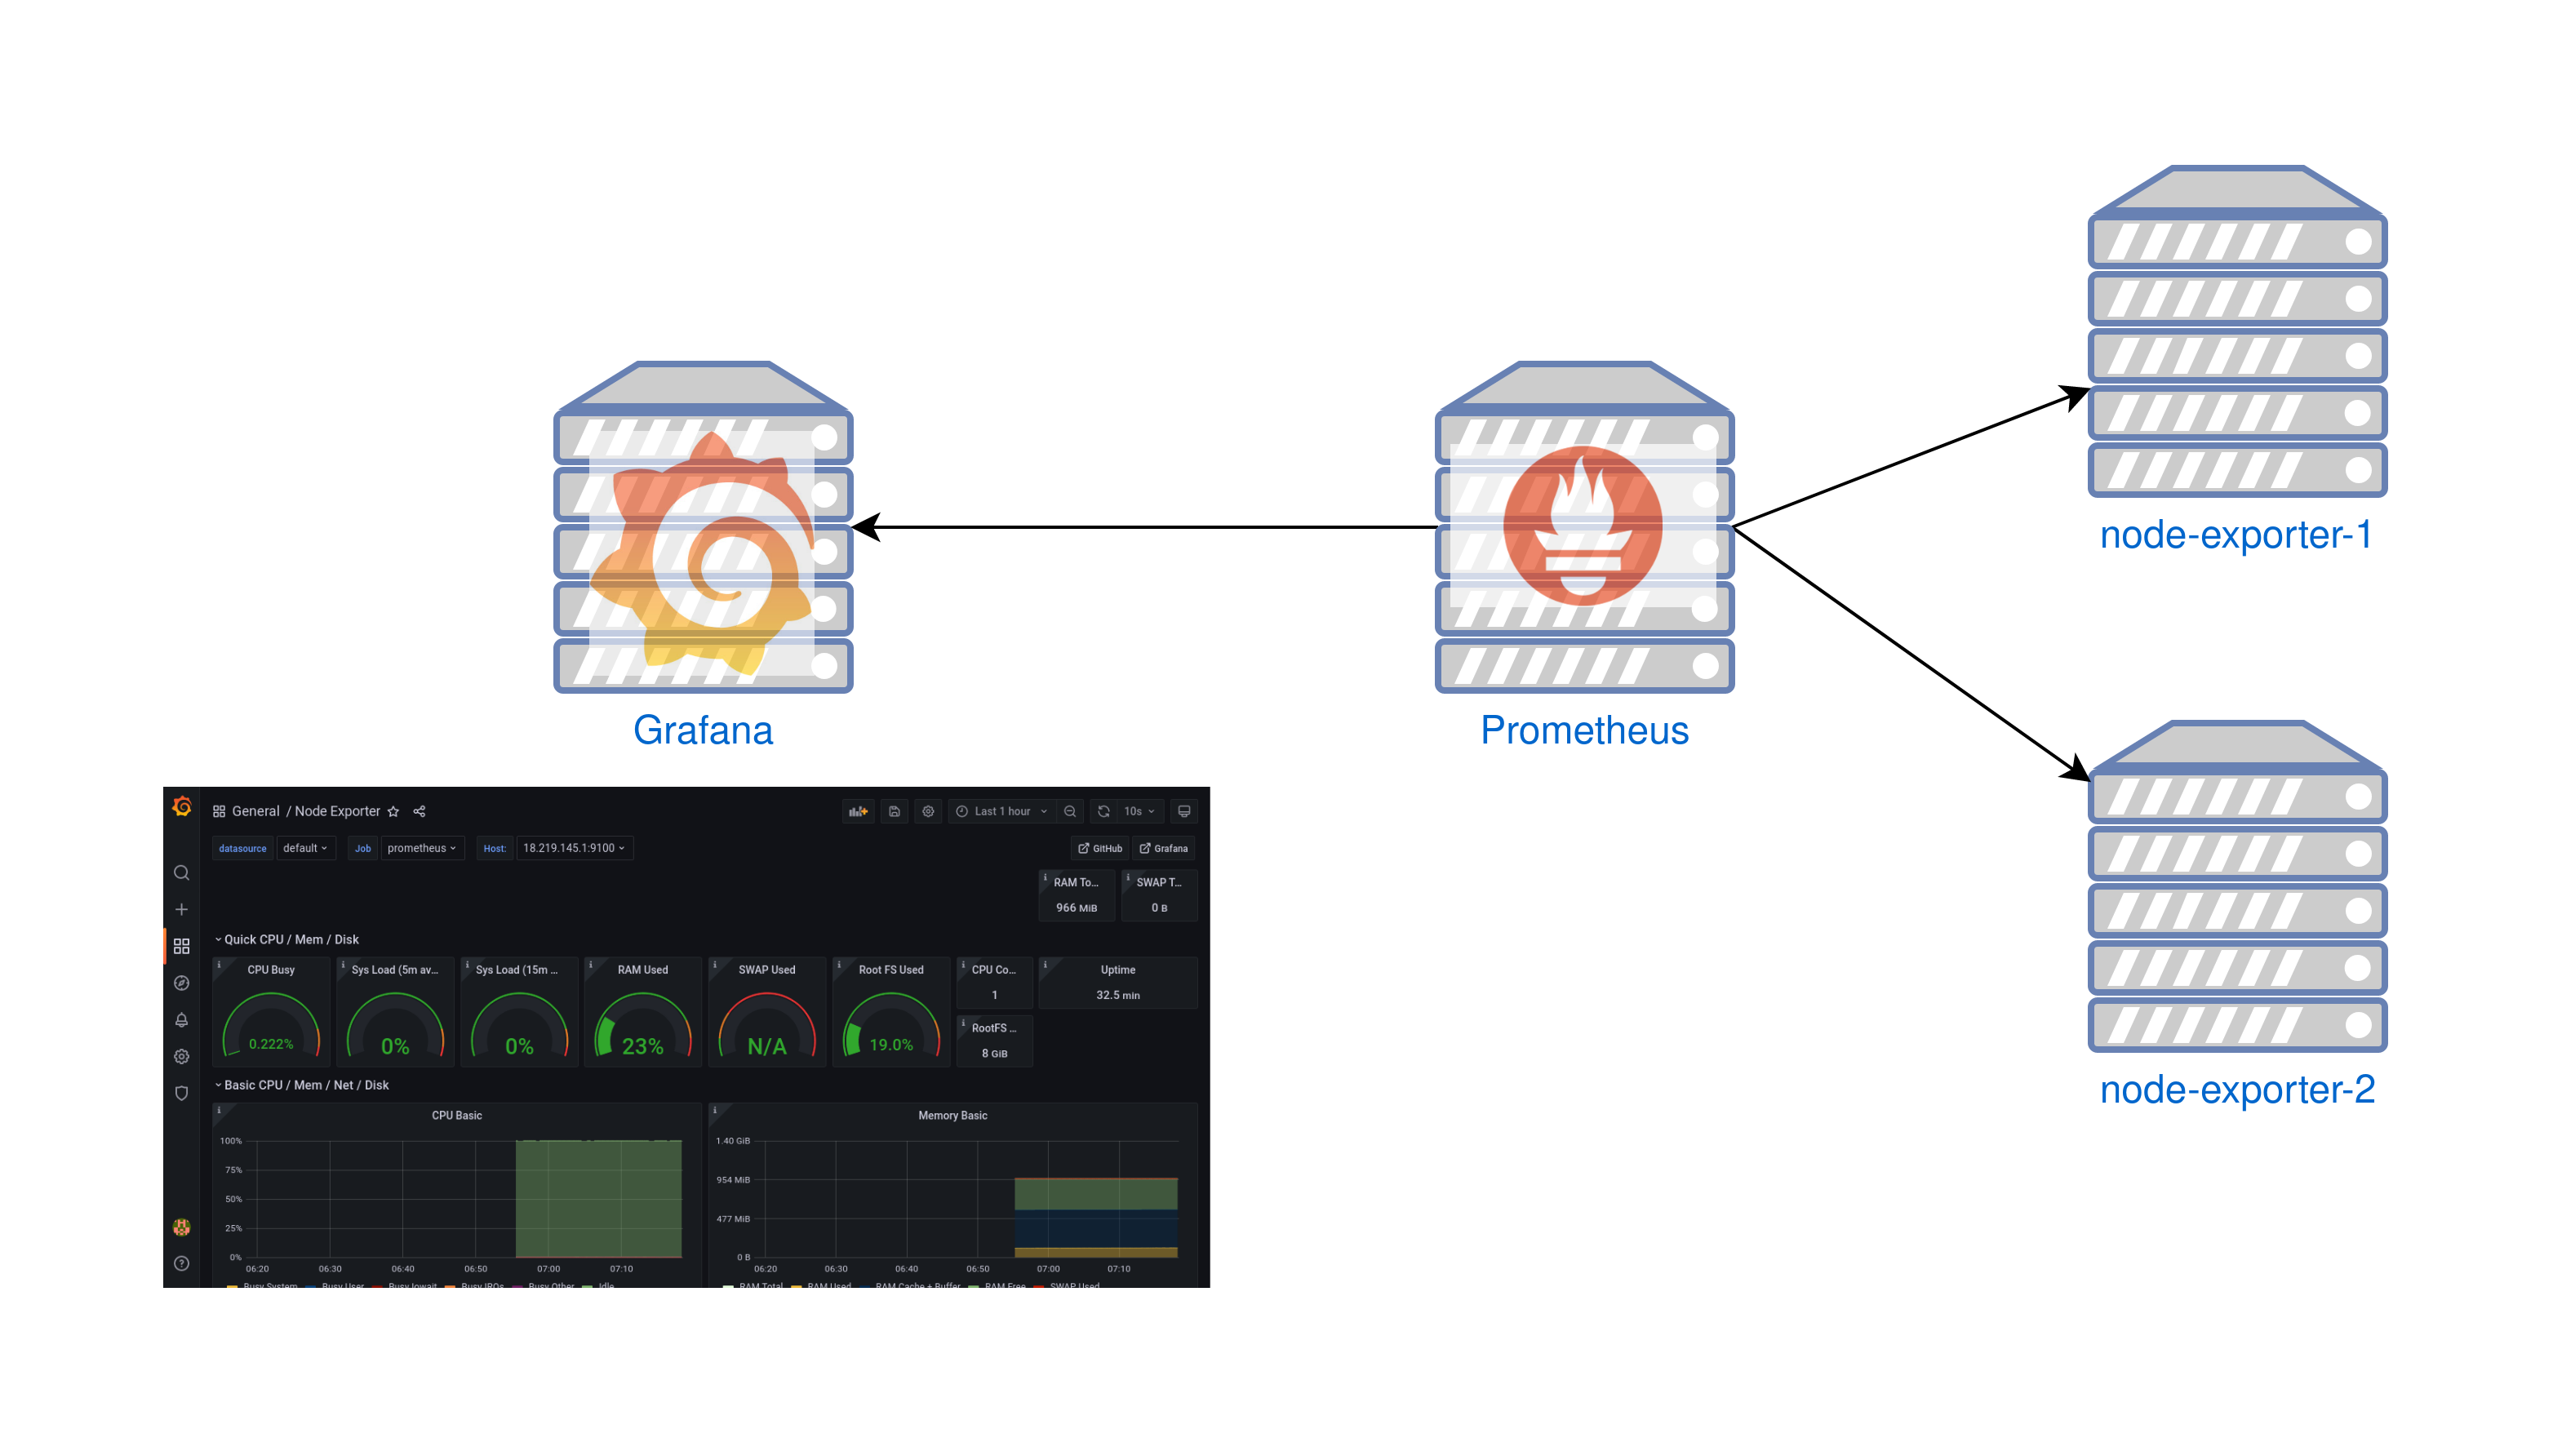 node-exporter-1
Grafana
Prometheus
General / Node Exporter
Last 1 hour
10s
datasource
default
Job
prometheus
Host:
18.219.145.1:9100
GitHub
Grafana
RAM To...
966 MiB
SWAP T...
0 B
Quick CPU / Mem / Disk
CPU Busy
0.222%
Sys Load (5m av...
0%
Sys Load (15m ...
0%
RAM Used
23%
SWAP Used
N/A
Root FS Used
19.0%
CPU Co...
1
RootFS ...
8 GiB
Uptime
32.5 min
Basic CPU / Mem / Net / Disk
CPU Basic
100%
75%
50%
25%
0%
06:20 06:30 06:40 06:50 07:00 07:10
Busy System Busy User Busy Iowait Busy IRQs Busy Other Idle
Memory Basic
1.40 GiB
954 MiB
477 MiB
0 B
06:20 06:30 06:40 06:50 07:00 07:10
RAM Total RAM Used RAM Cache + Buffer RAM Free SWAP Used
node-exporter-2